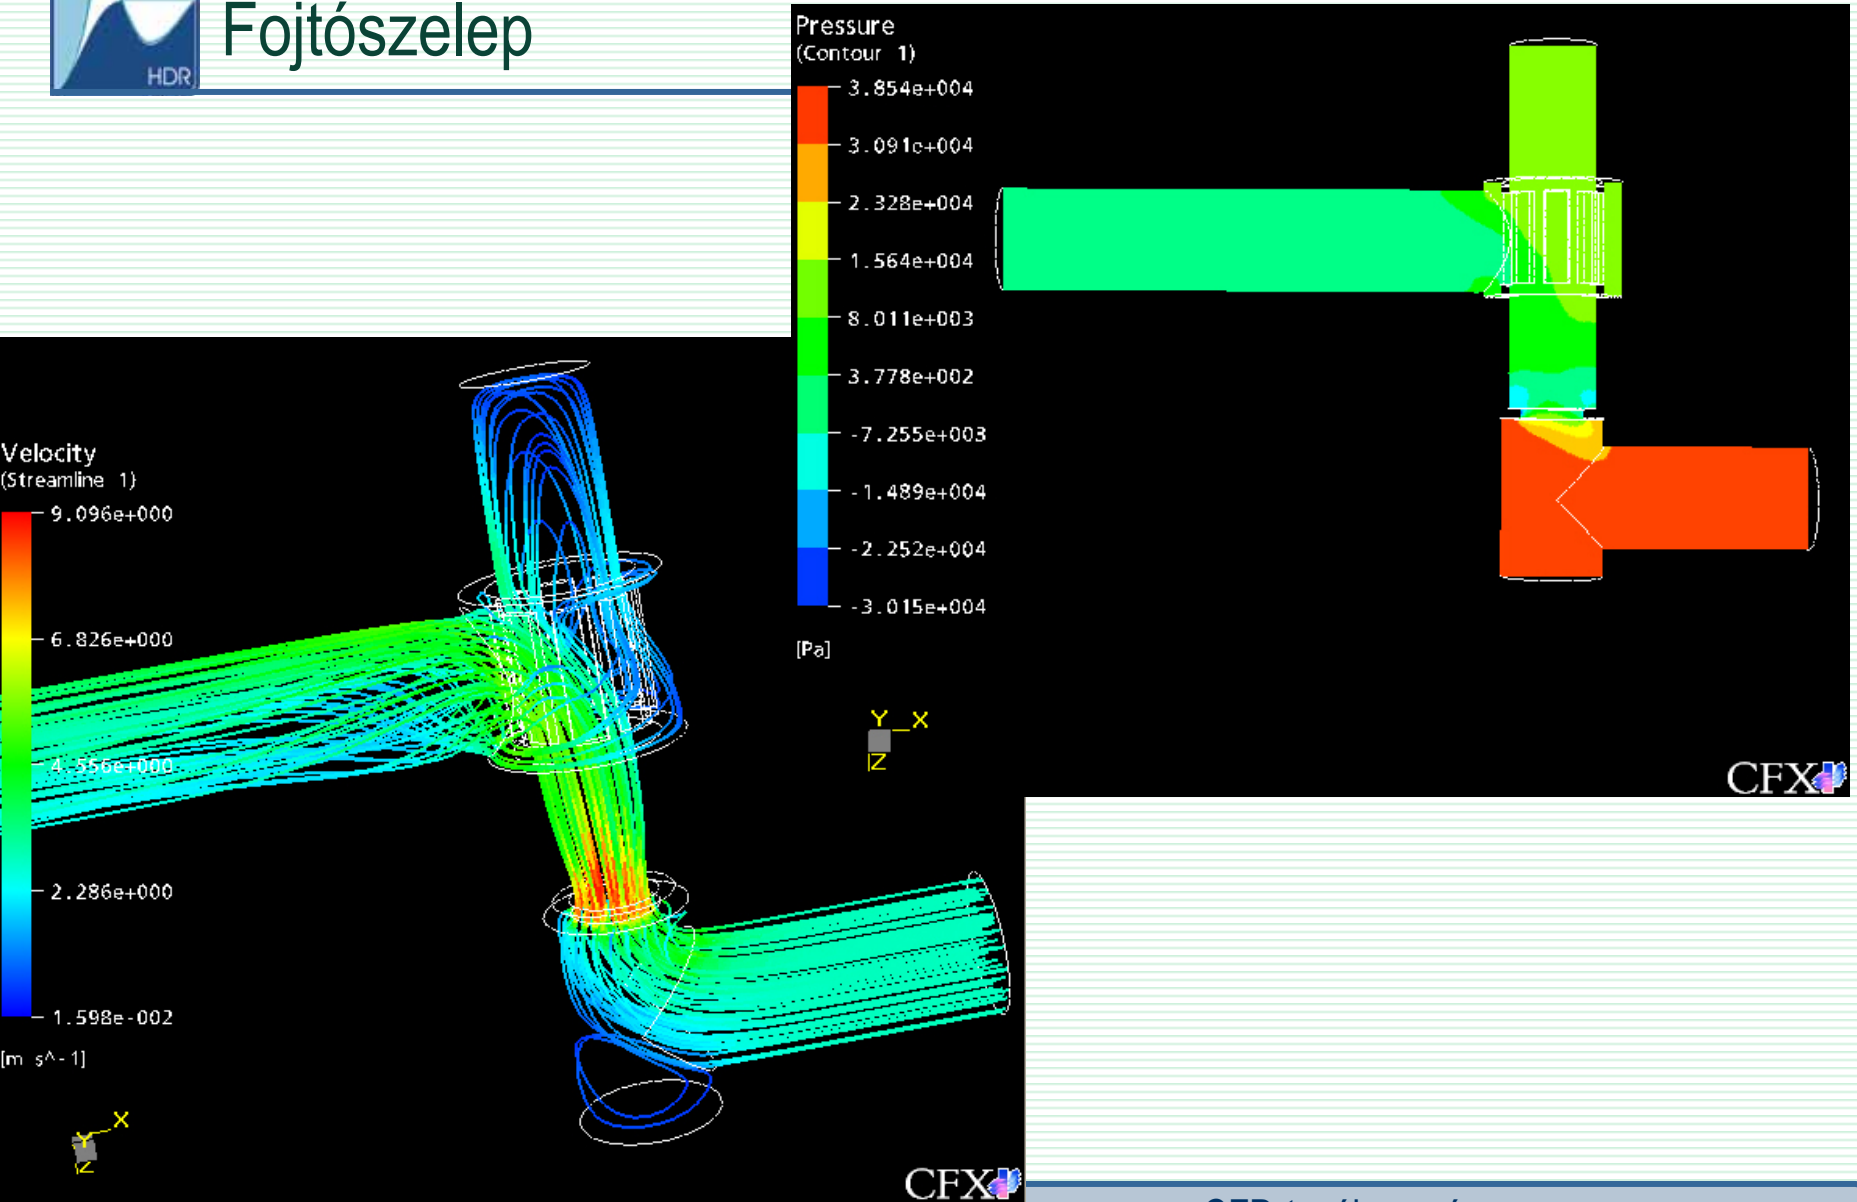 Fojtószelep
HDR
Pressure
(Contour 1)
3.854e+004
3.091e+004
2.328e+004
1.564e+004
8.011e+003
3.778e+002
-7.255e+003
-1.489e+004
-2.252e+004
-3.015e+004
[Pa]
Y X
Z
CFX
Velocity
(Streamline 1)
9.096e+000
6.826e+000
4.556e+000
2.286e+000
1.598e-002
[m s^-1]
X
Y
Z
CFX